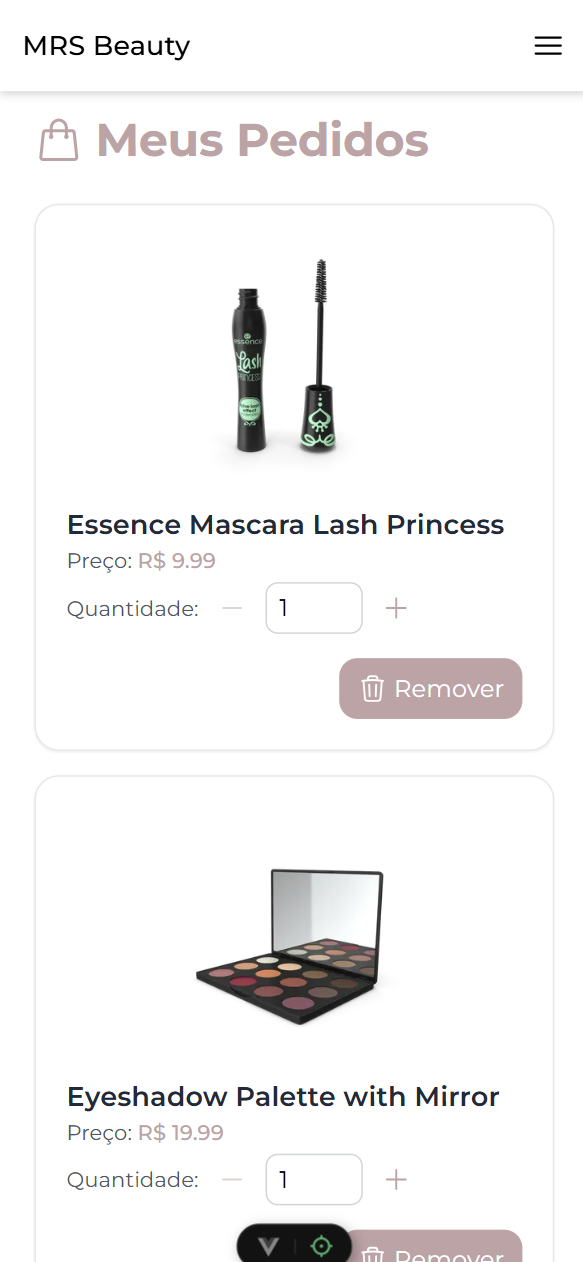 MRS Beauty
Meus Pedidos
essence
Lash
PRINCESS
Essence Mascara Lash Princess
Preço: R$ 9.99
Quantidade:
1
Remover
Eyeshadow Palette with Mirror
Preço: R$ 19.99
Quantidade:
1
Remover